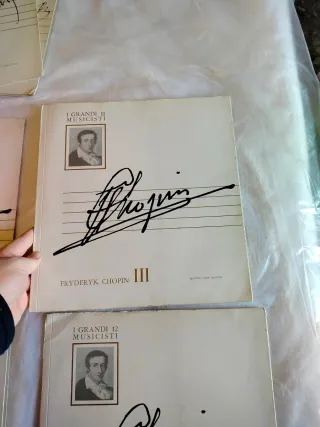 I GRANDI 11
MUSICISTI
Chopin
FRYDERYK CHOPIN III
I GRANDI 12
MUSICISTI